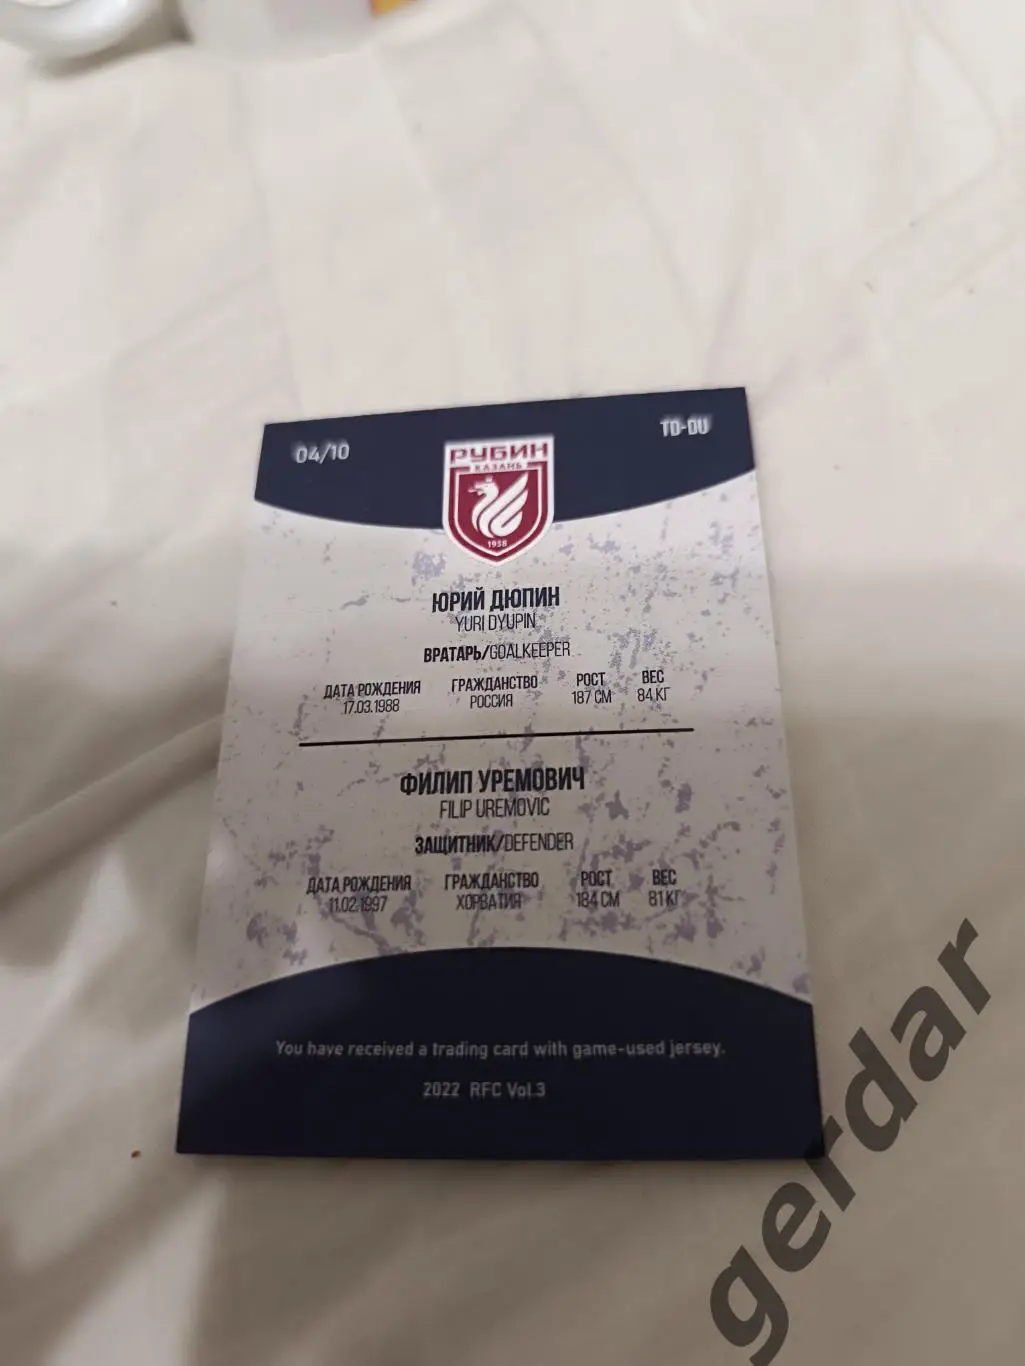 04/10
TD-DU
РУБИН
КАЗАНЬ
1958
ЮРИЙ ДЮПИН
YURI DYUPIN
ВРАТАРЬ/GOALKEEPER
ДАТА РОЖДЕНИЯ ГРАЖДАНСТВО РОСТ ВЕС
17.03.1988 РОССИЯ 187 СМ 84 КГ
ФИЛИП УРЕМОВИЧ
FILIP UREMOVIC
ЗАЩИТНИК/DEFENDER
ДАТА РОЖДЕНИЯ ГРАЖДАНСТВО РОСТ ВЕС
11.02.1997 ХОРВАТИЯ 184 СМ 81 КГ
You have received a trading card with game-used jersey.
2022 RFC Vol.3
gerdar